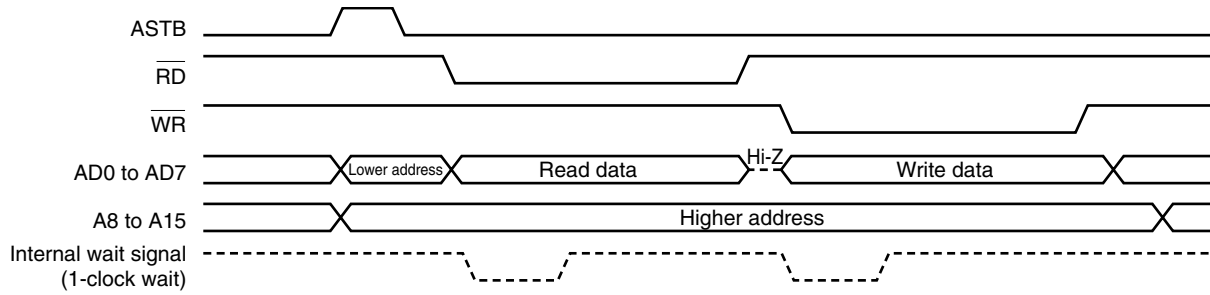 ASTB
RD
WR
Hi-Z
AD0 to AD7 Lower address Read data Write data
A8 to A15 Higher address
Internal wait signal
(1-clock wait)